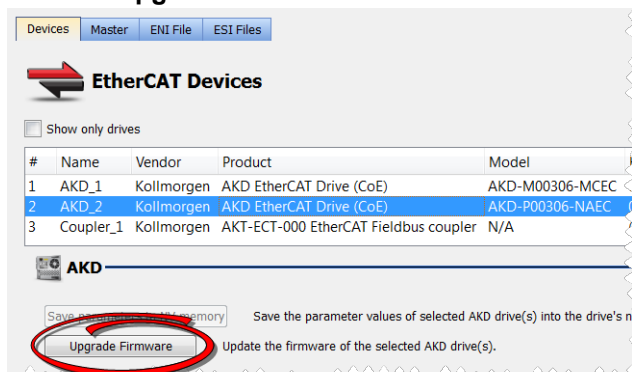 Devices Master ENI File ESI Files
EtherCAT Devices
Show only drives
# Name Vendor Product Model
1 AKD_1 Kollmorgen AKD EtherCAT Drive (CoE) AKD-M00306-MCEC
2 AKD_2 Kollmorgen AKD EtherCAT Drive (CoE) AKD-P00306-NAEC
3 Coupler_1 Kollmorgen AKT-ECT-000 EtherCAT Fieldbus coupler N/A
AKD
Save memory Save the parameter values of selected AKD drive(s) into the drive's
Upgrade Firmware Update the firmware of the selected AKD drive(s).